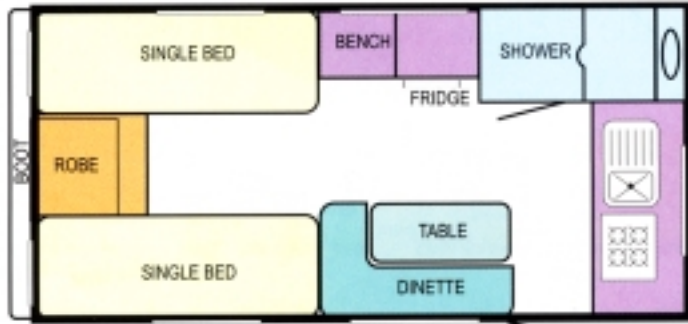 SINGLE BED
BENCH
SHOWER
FRIDGE
BOOT
ROBE
TABLE
SINGLE BED
DINETTE